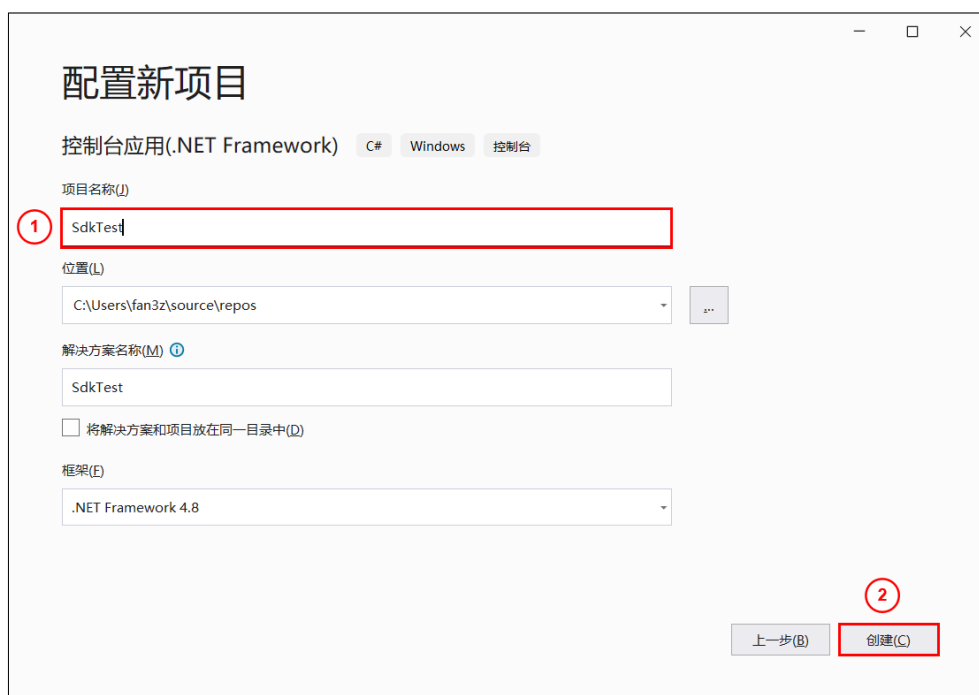 配置新项目
控制台应用(.NET Framework) C# Windows 控制台
项目名称(J)
1 SdkTest
位置(L)
C:\Users\fan3z\source\repos ...
解决方案名称(M)
SdkTest
将解决方案和项目放在同一目录中(D)
框架(F)
.NET Framework 4.8
2
上一步(B) 创建(C)